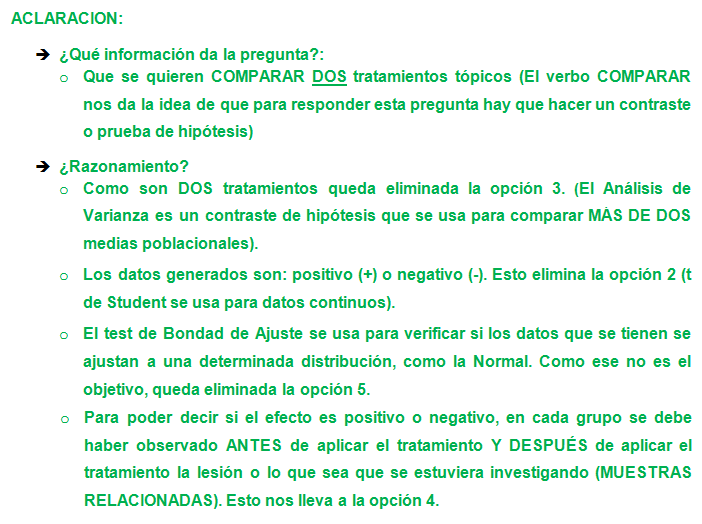 ACLARACION:
➔ ¿Qué información da la pregunta?:
o Que se quieren COMPARAR DOS tratamientos tópicos (El verbo COMPARAR
nos da la idea de que para responder esta pregunta hay que hacer un contraste
o prueba de hipótesis)
➔ ¿Razonamiento?
o Como son DOS tratamientos queda eliminada la opción 3. (El Análisis de
Varianza es un contraste de hipótesis que se usa para comparar MÁS DE DOS
medias poblacionales).
o Los datos generados son: positivo (+) o negativo (-). Esto elimina la opción 2 (t
de Student se usa para datos continuos).
o El test de Bondad de Ajuste se usa para verificar si los datos que se tienen se
ajustan a una determinada distribución, como la Normal. Como ese no es el
objetivo, queda eliminada la opción 5.
o Para poder decir si el efecto es positivo o negativo, en cada grupo se debe
haber observado ANTES de aplicar el tratamiento Y DESPUÉS de aplicar el
tratamiento la lesión o lo que sea que se estuviera investigando (MUESTRAS
RELACIONADAS). Esto nos lleva a la opción 4.